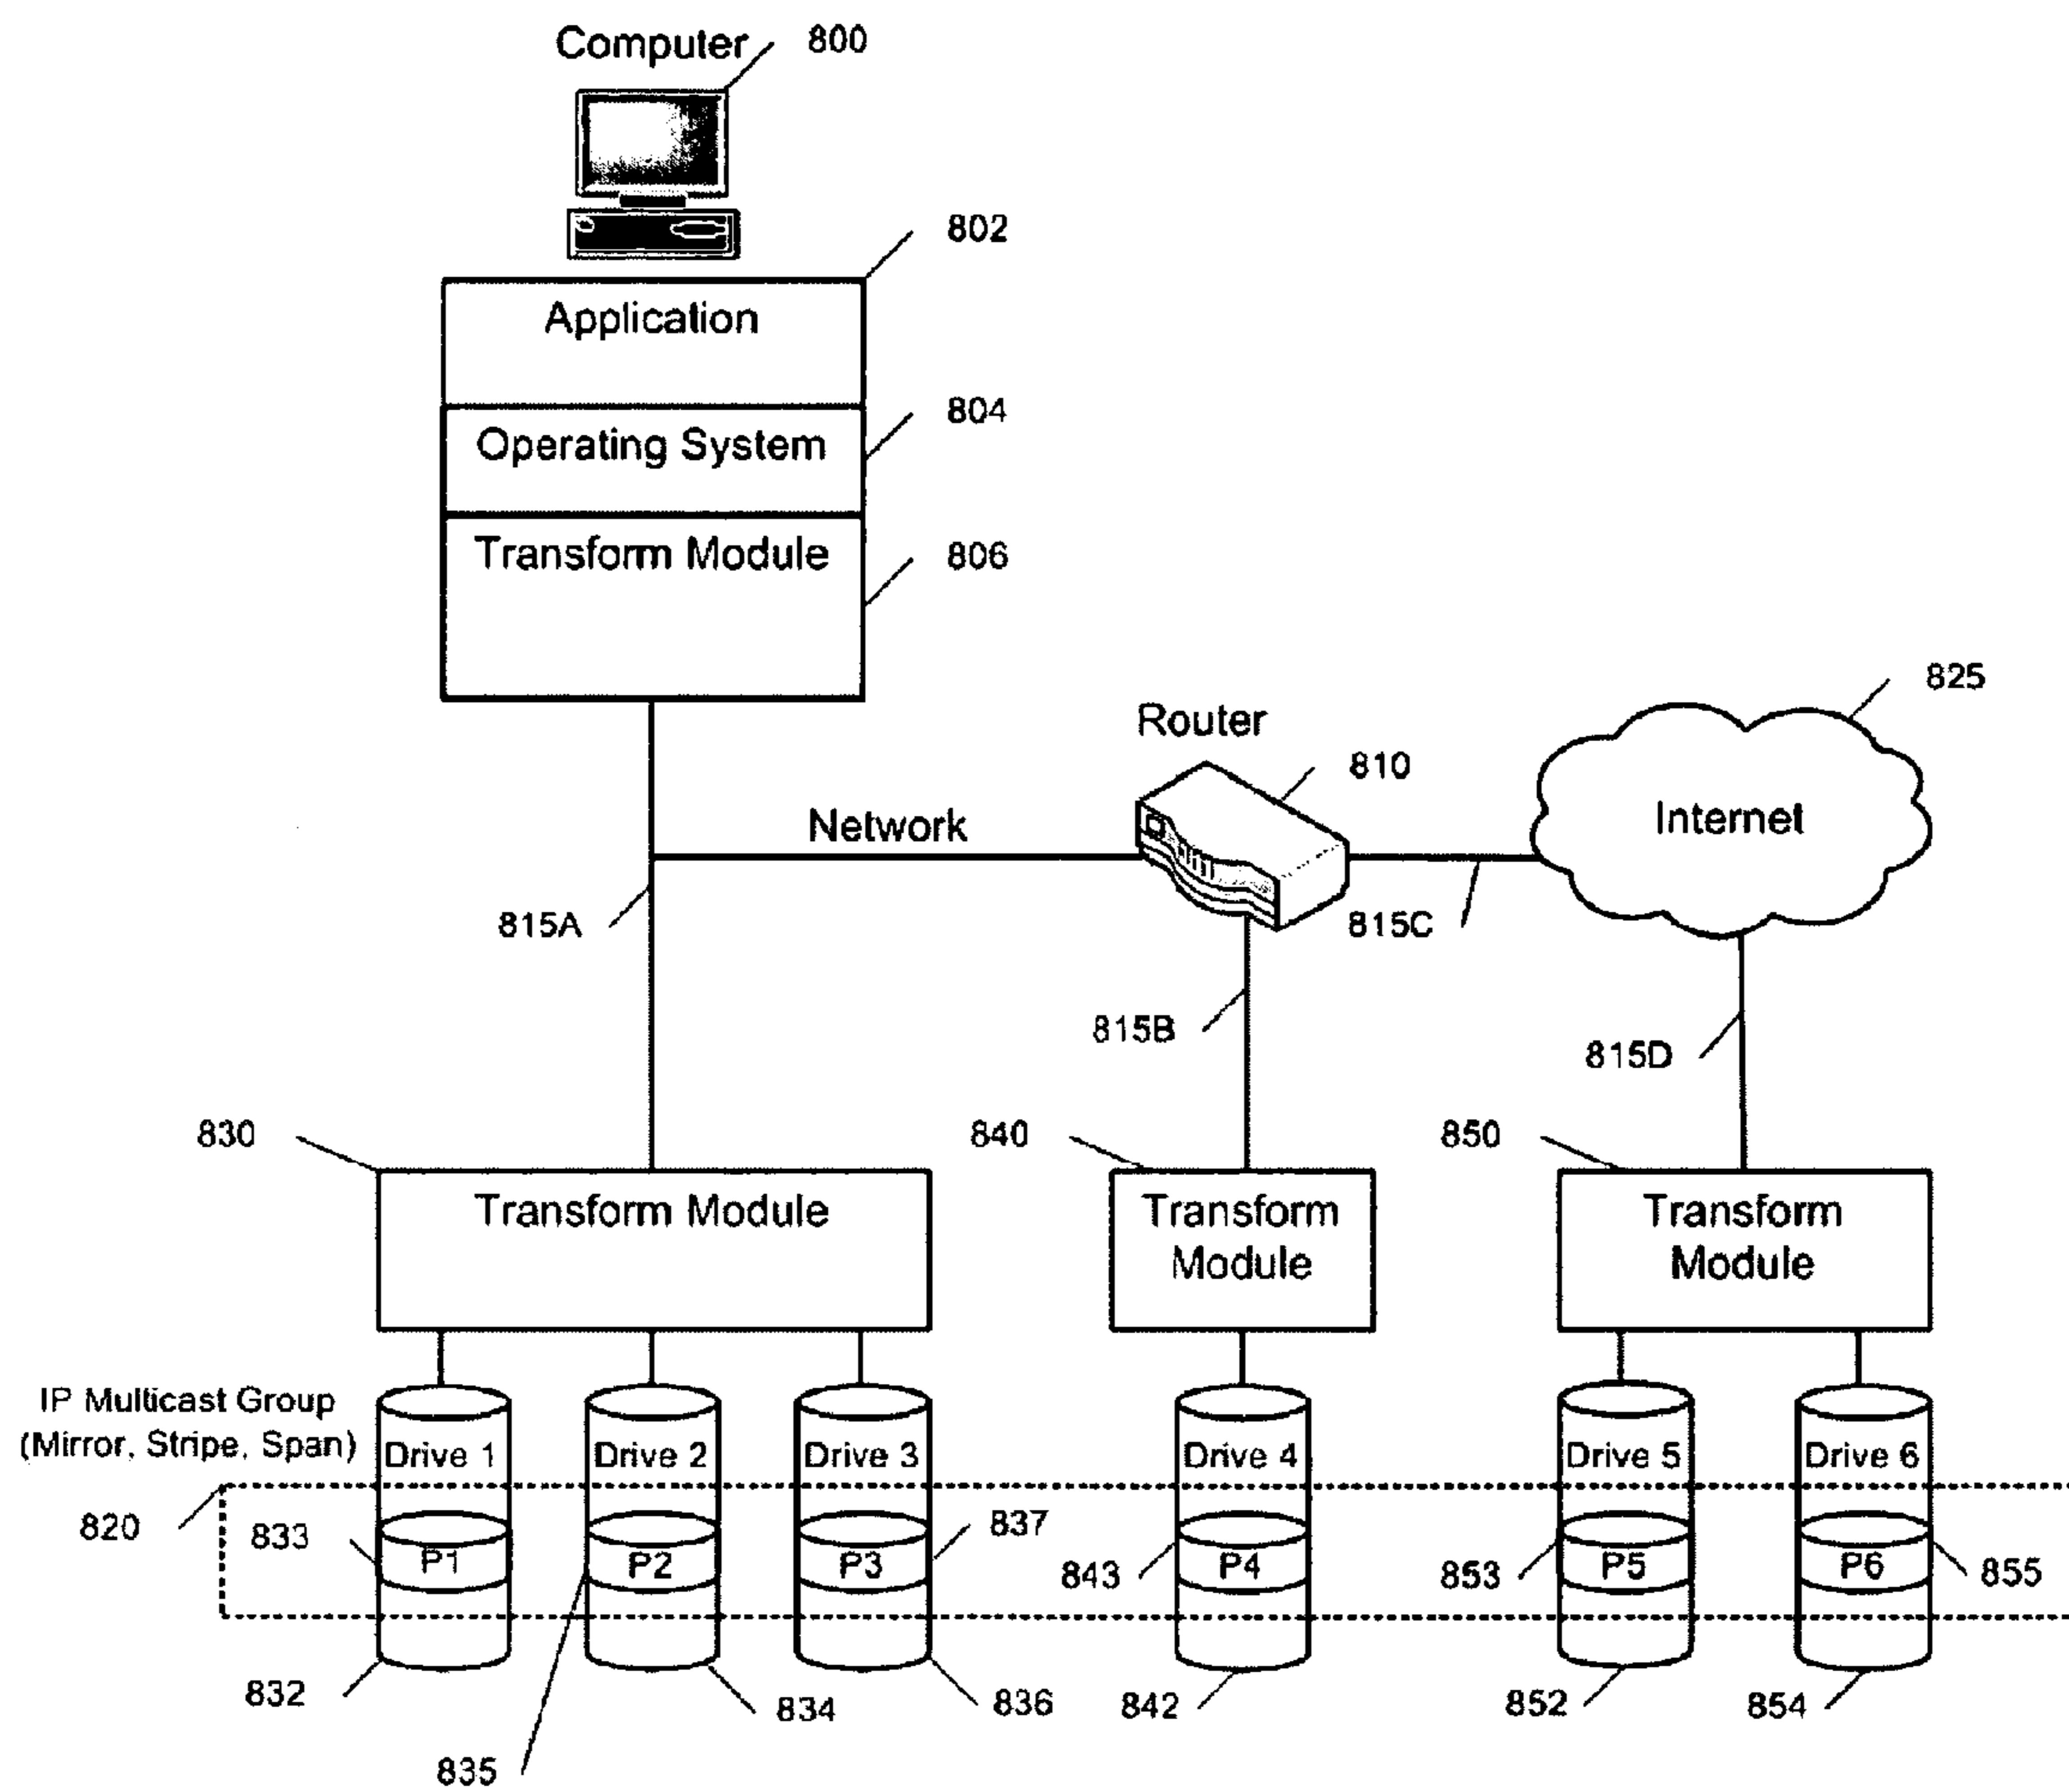 Computer
800
802
Application
804
Operating System
Transform Module
806
825
Router
810
Network
Internet
815A
815C
815B
815D
830
840
850
Transform Module
Transform
Module
Transform
Module
IP Multicast Group
(Mirror, Stripe, Span)
Drive 1
Drive 2
Drive 3
Drive 4
Drive 5
Drive 6
820
833
837
P1
P2
P3
843
P4
853
P5
P6
855
832
834
836
842
852
854
835